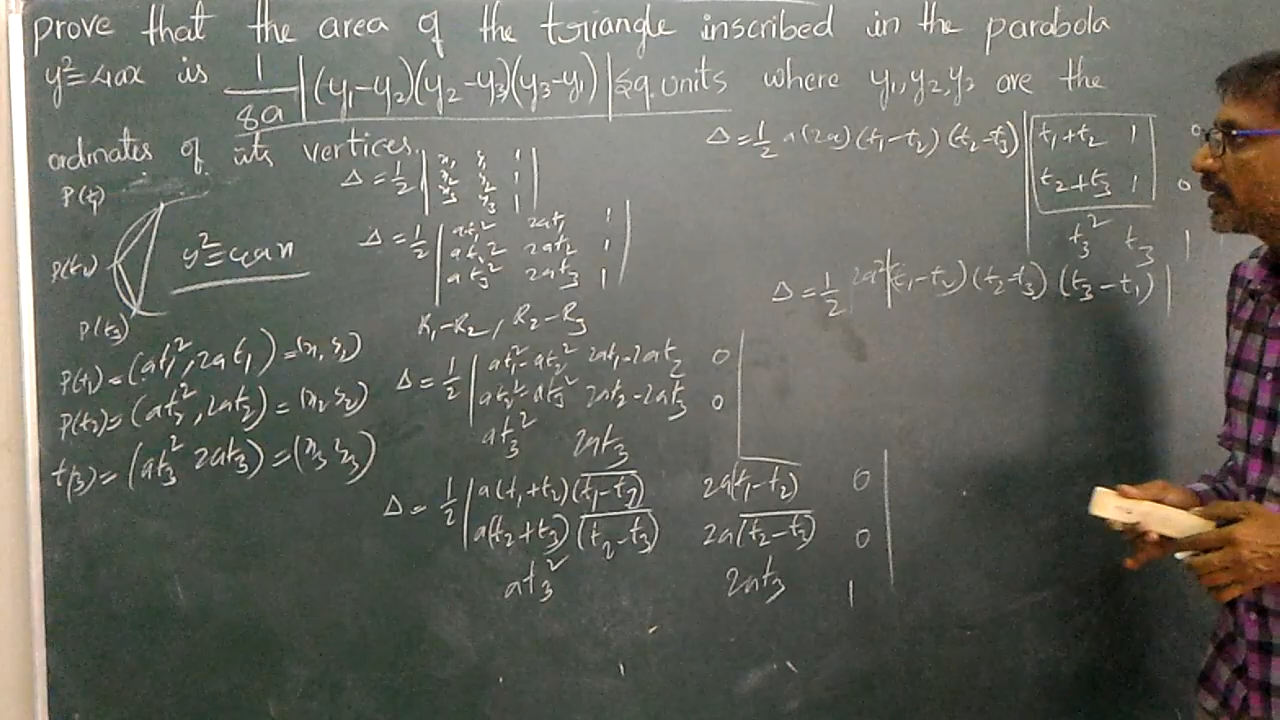 prove that the area of the triangle inscribed in the parabola
y²=4ax is 1/8a |(y₁-y₂)(y₂-y₃)(y₃-y₁)| sq.units where y₁,y₂,y₂ are the
ordinates of its vertices.
P(t₁)
P(t₂)
P(t₃)
y²=4ax
P(t₁)=(at₁², 2at₁)=(x₁ y₁)
P(t₂)=(at₂², 2at₂)=(x₂ y₂)
t(3)=(at₃² 2at₃)=(x₃ y₃)
Δ=1/2 | x₁ y₁ 1 |
x₂ y₂ 1
x₃ y₃ 1
Δ=1/2 | at₁² 2at₁ 1 |
at₂² 2at₂ 1
at₃² 2at₃ 1
R₁-R₂, R₂-R₃
Δ=1/2 | at₁²-at₂² 2at₁-2at₂ 0 |
at₂²-at₃² 2at₂-2at₃ 0
at₃² 2at₃
Δ=1/2 | a(t₁+t₂)(t₁-t₂) 2a(t₁-t₂) 0 |
a(t₂+t₃)(t₂-t₃) 2a(t₂-t₃) 0
at₃² 2at₃ 1
Δ=1/2 a(2a)(t₁-t₂)(t₂-t₃) | t₁+t₂ 1 0
t₂+t₃ 1 0
t₃² t₃ 1
Δ=1/2 2a²|(t₁-t₂)(t₂-t₃)(t₃-t₁)|